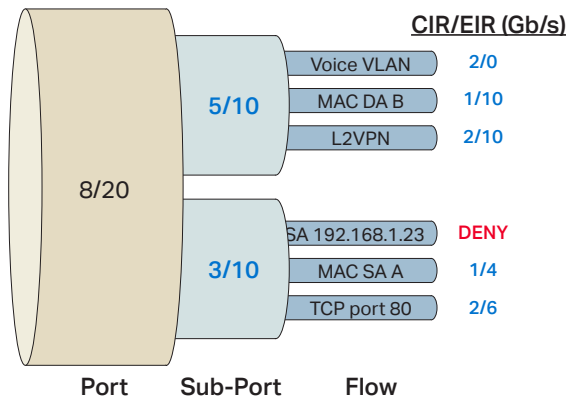 CIR/EIR (Gb/s)
Voice VLAN 2/0
5/10 MAC DA B 1/10
L2VPN 2/10
8/20
SA 192.168.1.23 DENY
3/10 MAC SA A 1/4
TCP port 80 2/6
Port Sub-Port Flow